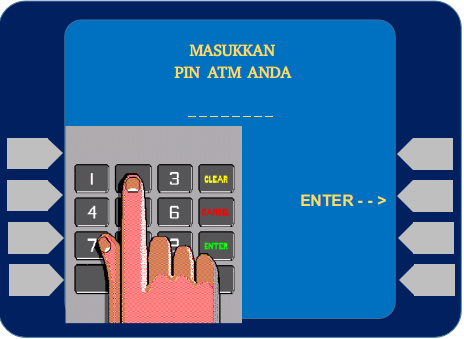 MASUKKAN
PIN ATM ANDA
_ _ _ _ _ _ _ _
1 3 CLEAR
4 6 CANCEL
ENTER - - >
7 ENTER